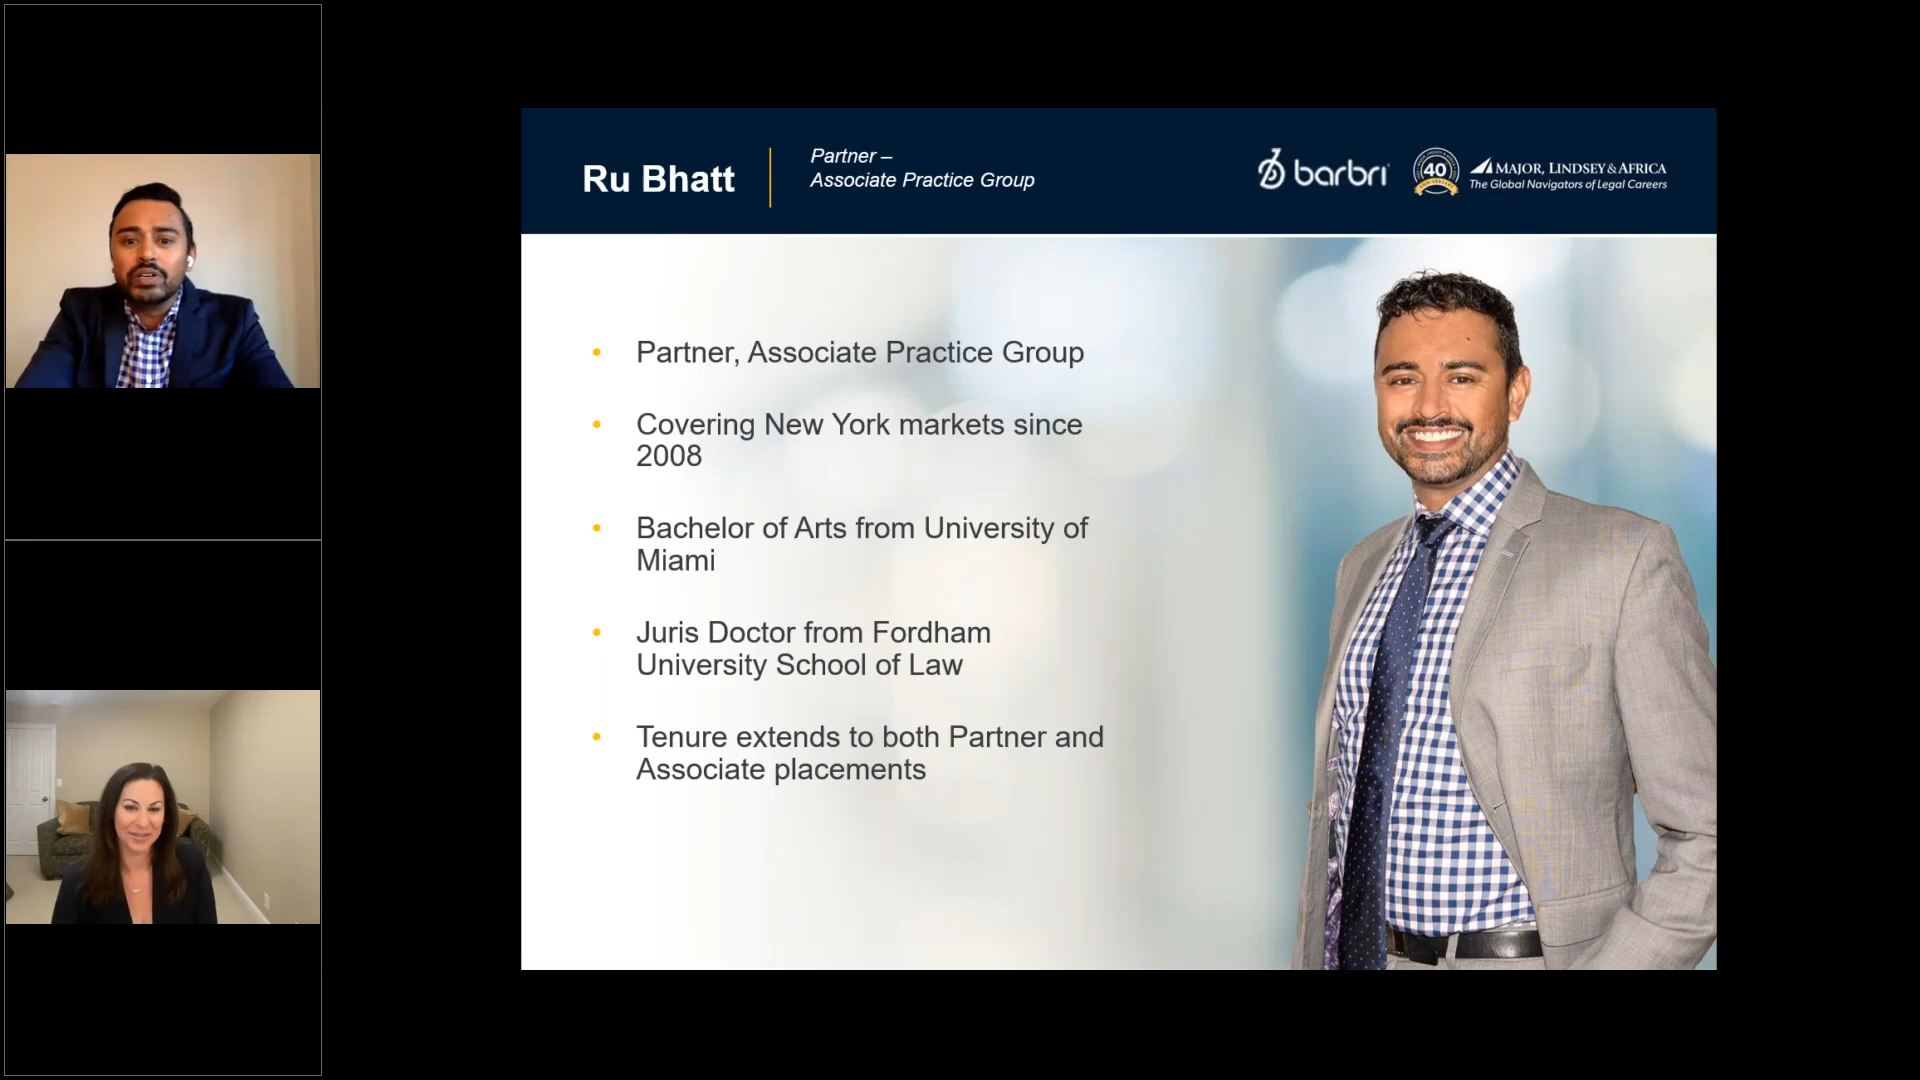 Ru Bhatt
Partner –
Associate Practice Group
barbri
40
MAJOR, LINDSEY & AFRICA
The Global Navigators of Legal Careers
• Partner, Associate Practice Group
• Covering New York markets since
2008
• Bachelor of Arts from University of
Miami
• Juris Doctor from Fordham
University School of Law
• Tenure extends to both Partner and
Associate placements